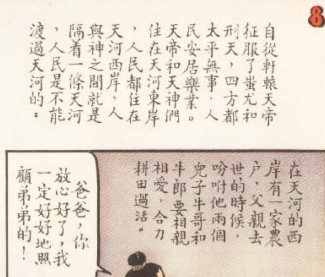 8
自從軒轅天帝
征服了蚩尤和
刑天，四方都
太平無事，人
民安居樂業。
天帝和天神們
住在天河東岸
，人民都住在
天河西岸，人
與神之間就是
隔着一條天河
，人民是不能
渡過天河的。
在天河的西
岸有一家農
户，父親去
世的時候，
吩咐他兩個
兒子牛哥和
牛郎要相親
相愛，合力
耕田過活。
爸爸，你
放心好了，我
一定好好地照
顧弟弟的！